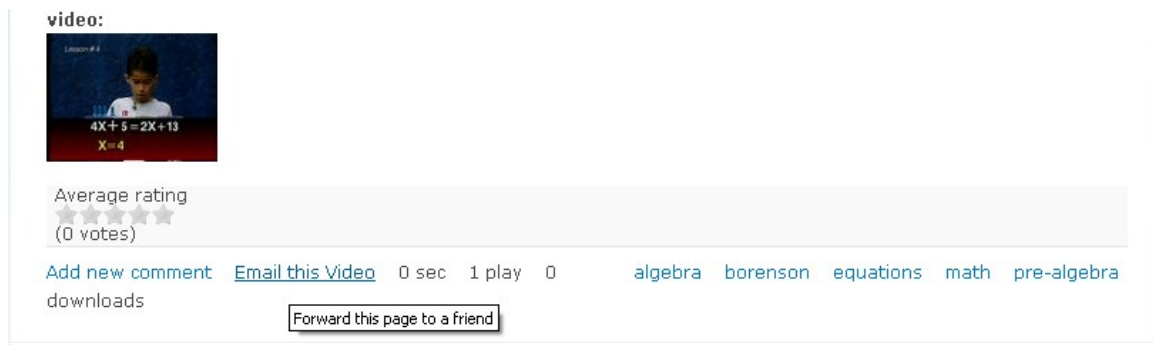 video:
Lesson # 4
4X+5=2X+13
X=4
Average rating
(0 votes)
Add new comment Email this Video 0 sec 1 play 0 algebra borenson equations math pre-algebra
downloads
Forward this page to a friend